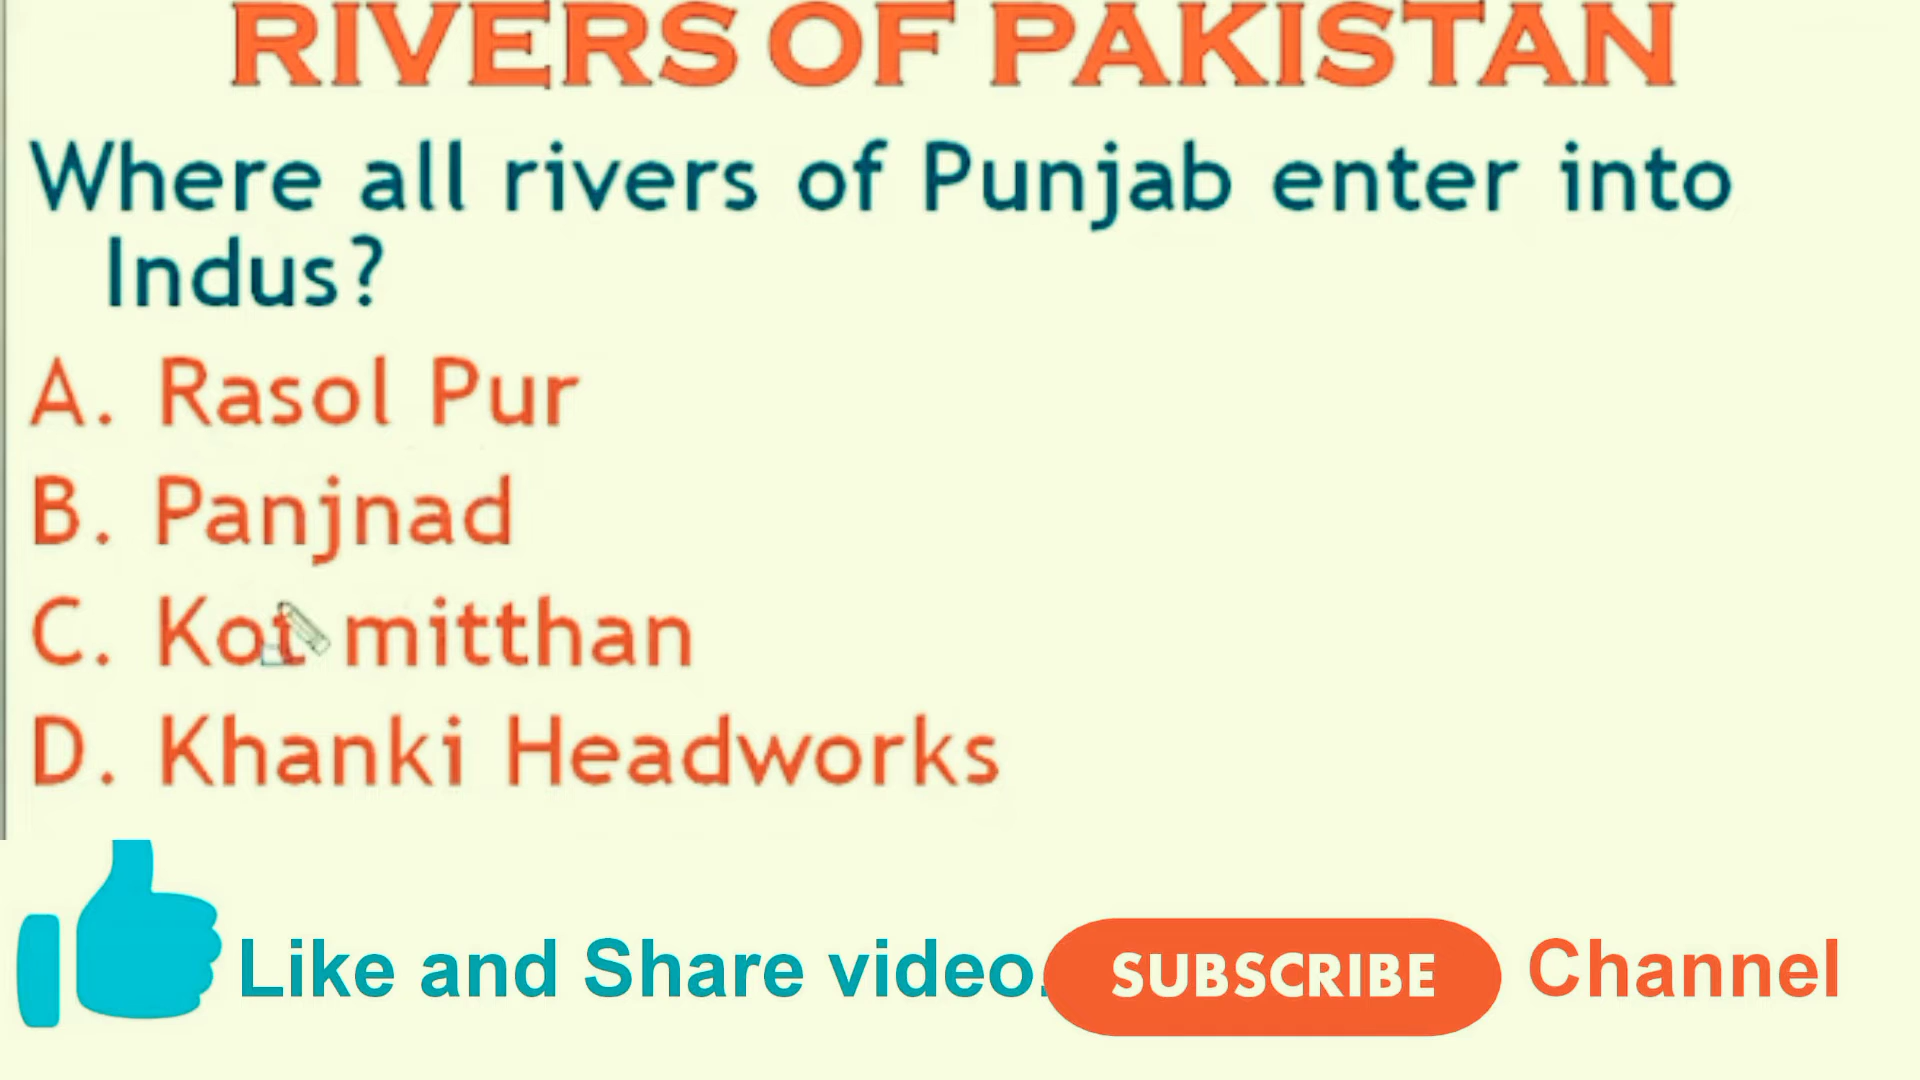 RIVERS OF PAKISTAN
Where all rivers of Punjab enter into
Indus?
A. Rasol Pur
B. Panjnad
C. Kot mitthan
D. Khanki Headworks
Like and Share video. SUBSCRIBE Channel